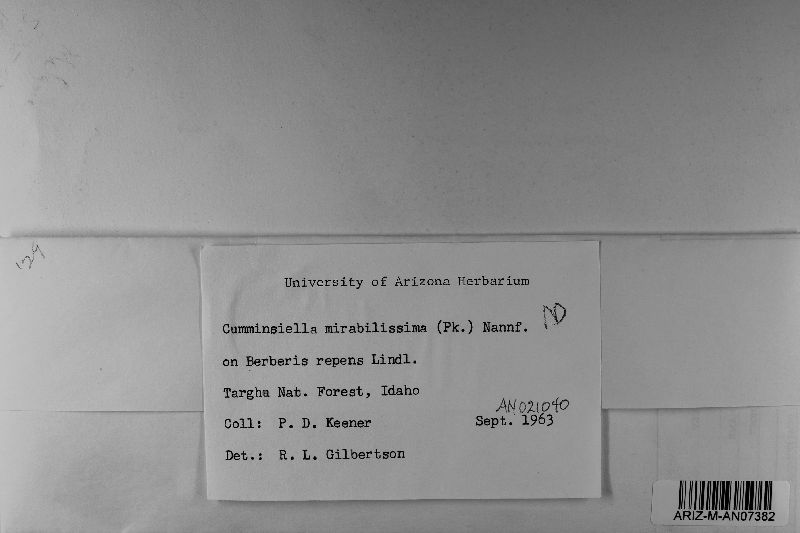 129
University of Arizona Herbarium
Cumminsiella mirabilissima (Pk.) Nannf.
ND
on Berberis repens Lindl.
Targha Nat. Forest, Idaho
AN021040
Coll: P. D. Keener Sept. 1963
Det.: R. L. Gilbertson
ARIZ-M-AN07382